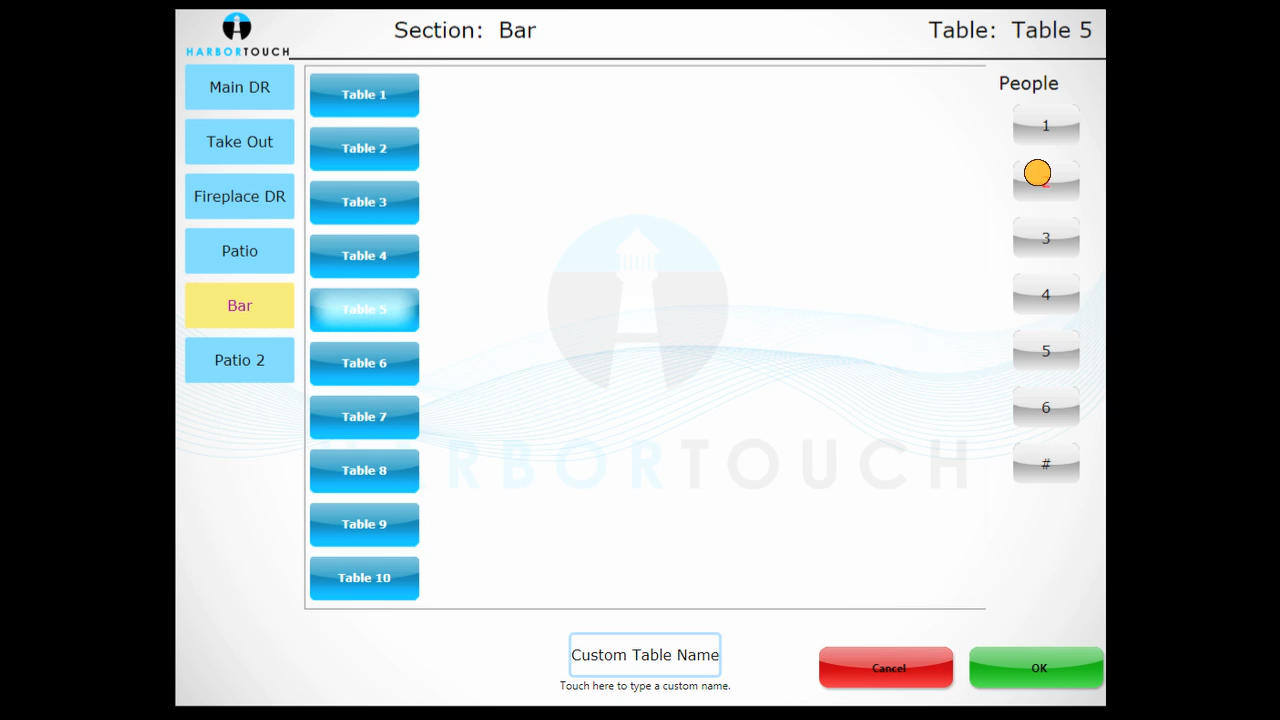 HARBORTOUCH
Section: Bar
Table: Table 5
Main DR
Take Out
Fireplace DR
Patio
Bar
Patio 2
Table 1
Table 2
Table 3
Table 4
Table 5
Table 6
Table 7
Table 8
Table 9
Table 10
RBORTOUCH
People
1
2
3
4
5
6
#
Custom Table Name
Touch here to type a custom name.
Cancel
OK